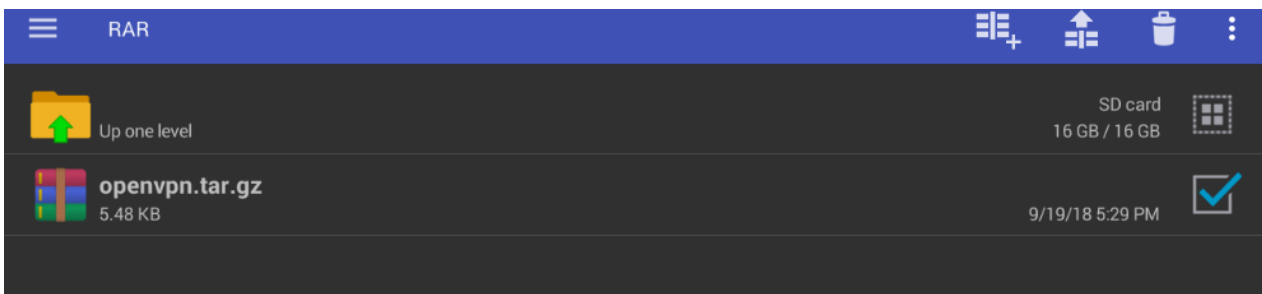 RAR
Up one level
SD card
16 GB / 16 GB
openvpn.tar.gz
5.48 KB
9/19/18 5:29 PM